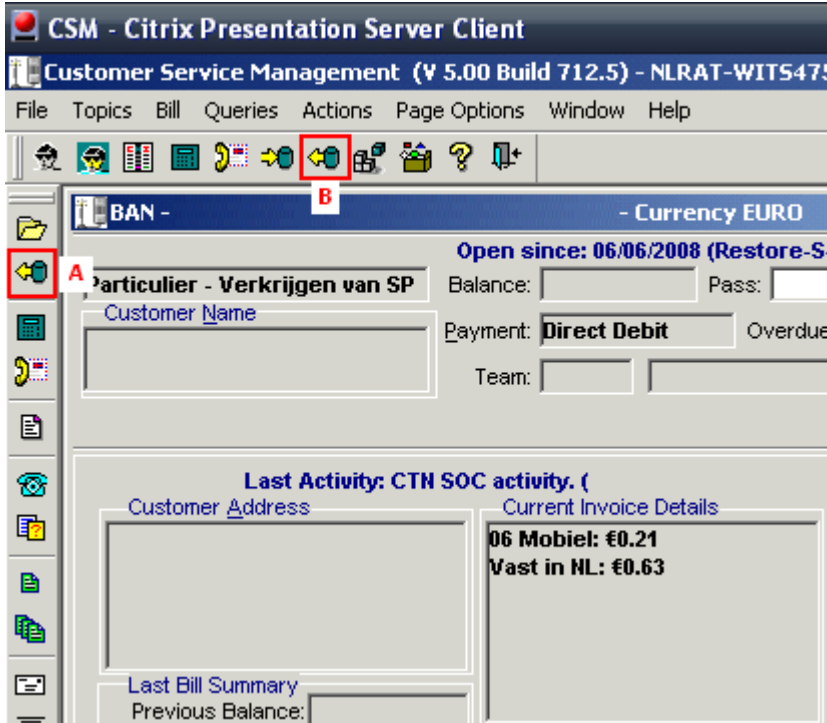 CSM - Citrix Presentation Server Client
Customer Service Management (V 5.00 Build 712.5) - NLRAT-WITS475
File Topics Bill Queries Actions Page Options Window Help
B
BAN - - Currency EURO
Open since: 06/06/2008 (Restore-S
A
Particulier - Verkrijgen van SP Balance: Pass:
Customer Name
Payment: Direct Debit Overdue
Team:
Last Activity: CTN SOC activity. (
Customer Address Current Invoice Details
06 Mobiel: €0.21
Vast in NL: €0.63
Last Bill Summary
Previous Balance: